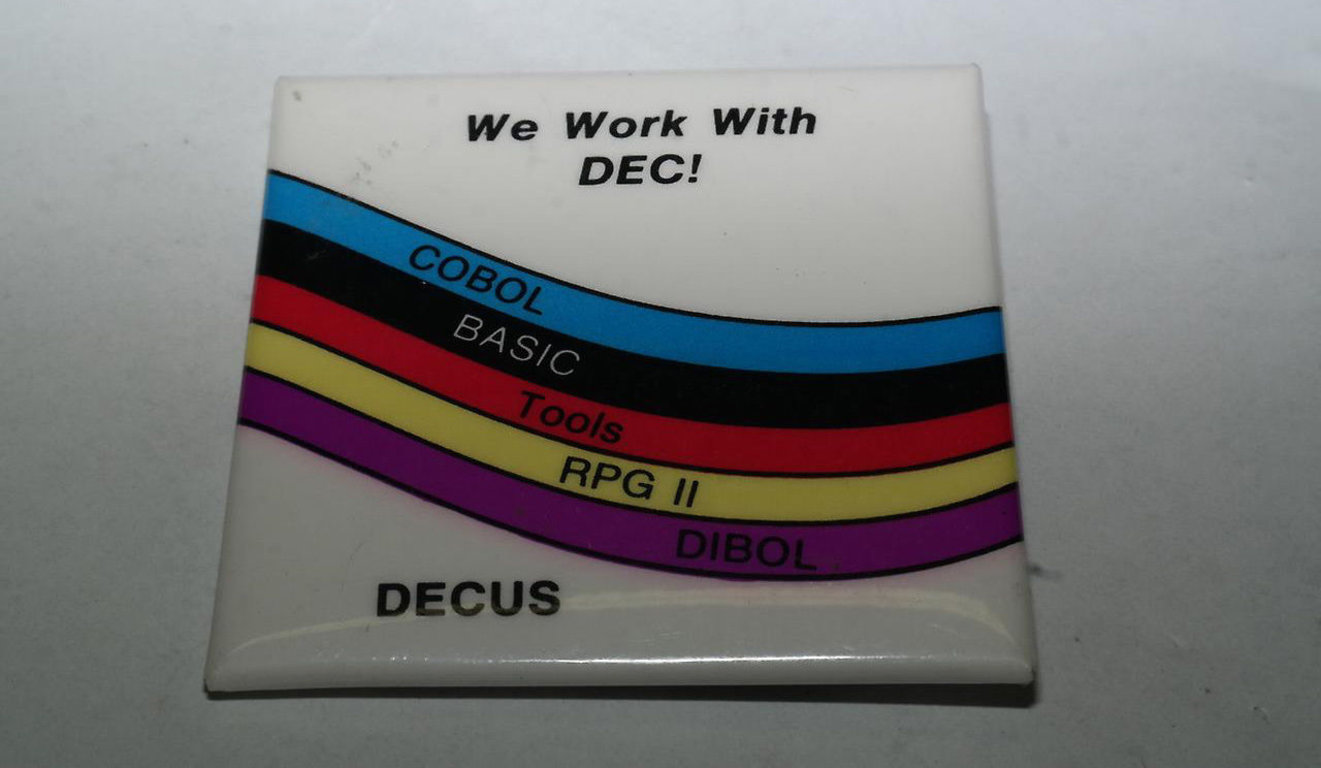 We Work With
DEC!
COBOL
BASIC
Tools
RPG II
DIBOL
DECUS